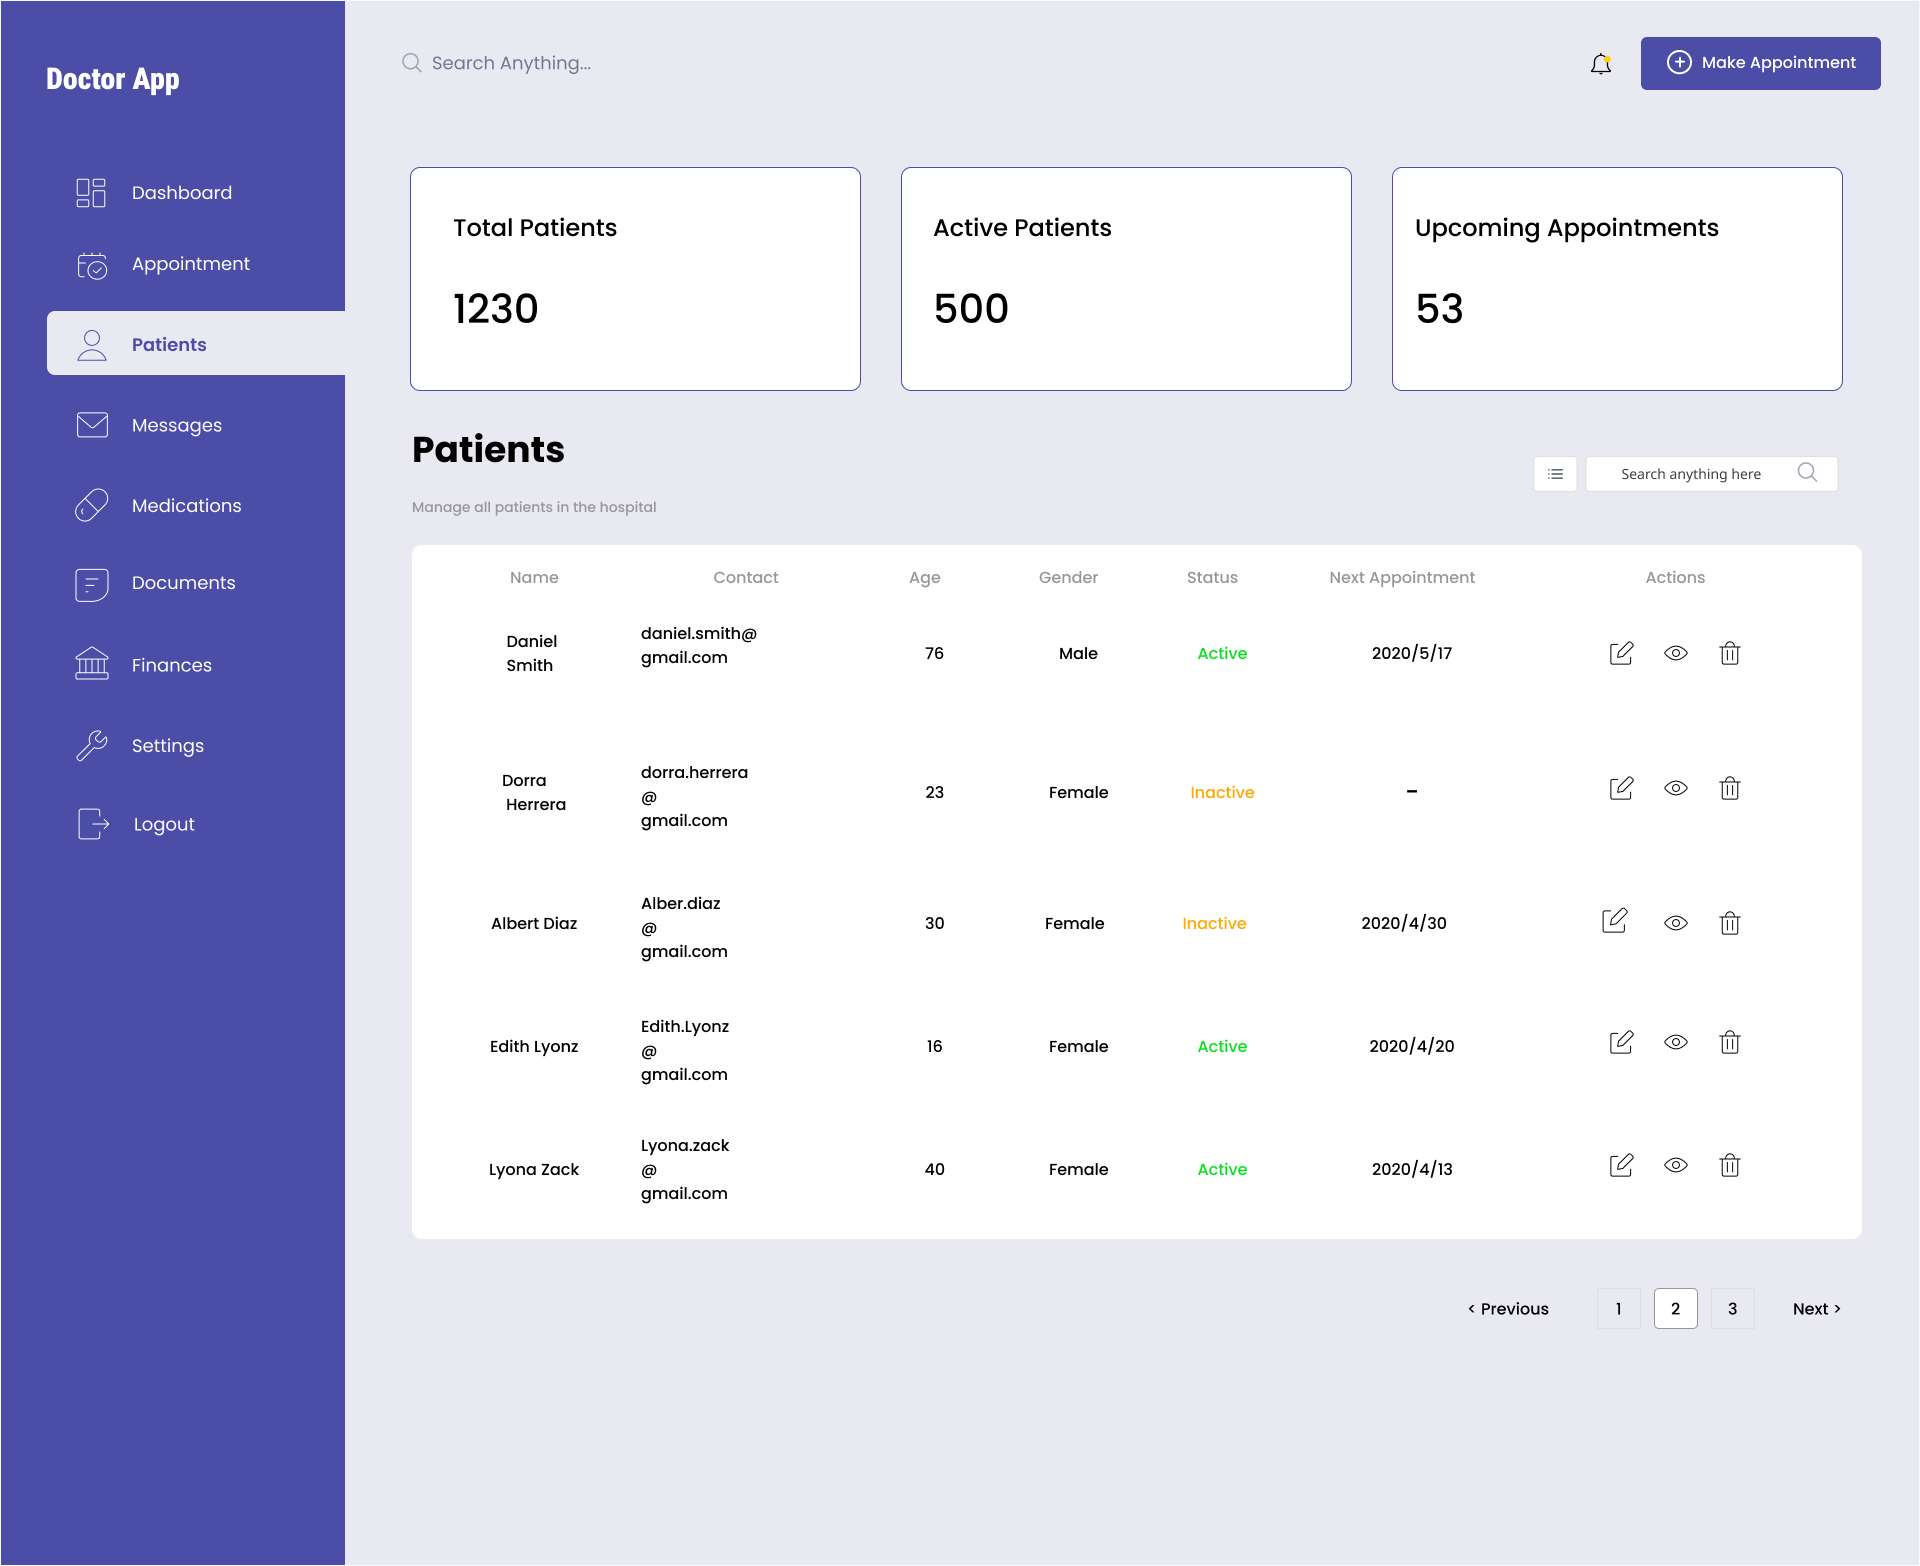 Doctor App
Search Anything...
Make Appointment
Dashboard
Appointment
Patients
Messages
Medications
Documents
Finances
Settings
Logout
Total Patients
1230
Active Patients
500
Upcoming Appointments
53
Patients
Manage all patients in the hospital
Search anything here
Name Contact Age Gender Status Next Appointment Actions
Daniel
Smith
daniel.smith@
gmail.com
76 Male Active 2020/5/17
Dorra
Herrera
dorra.herrera
@
gmail.com
23 Female Inactive –
Albert Diaz
Alber.diaz
@
gmail.com
30 Female Inactive 2020/4/30
Edith Lyonz
Edith.Lyonz
@
gmail.com
16 Female Active 2020/4/20
Lyona Zack
Lyona.zack
@
gmail.com
40 Female Active 2020/4/13
< Previous 1 2 3 Next >